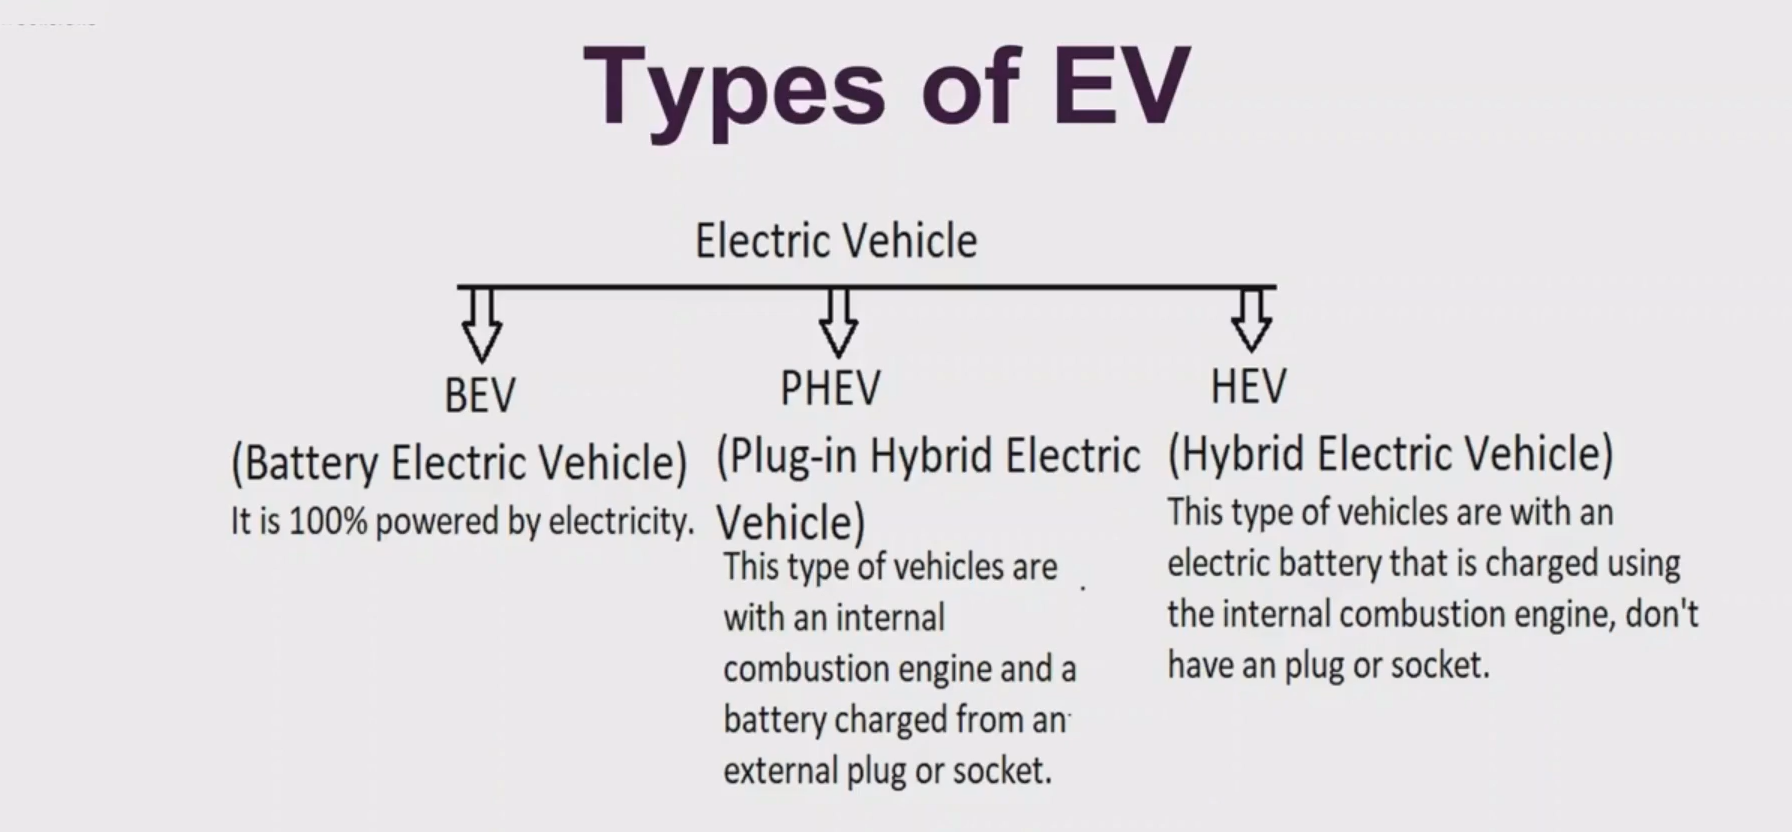 Types of EV
Electric Vehicle
BEV
(Battery Electric Vehicle)
It is 100% powered by electricity.
PHEV
(Plug-in Hybrid Electric
Vehicle)
This type of vehicles are
with an internal
combustion engine and a
battery charged from an
external plug or socket.
HEV
(Hybrid Electric Vehicle)
This type of vehicles are with an
electric battery that is charged using
the internal combustion engine, don't
have an plug or socket.